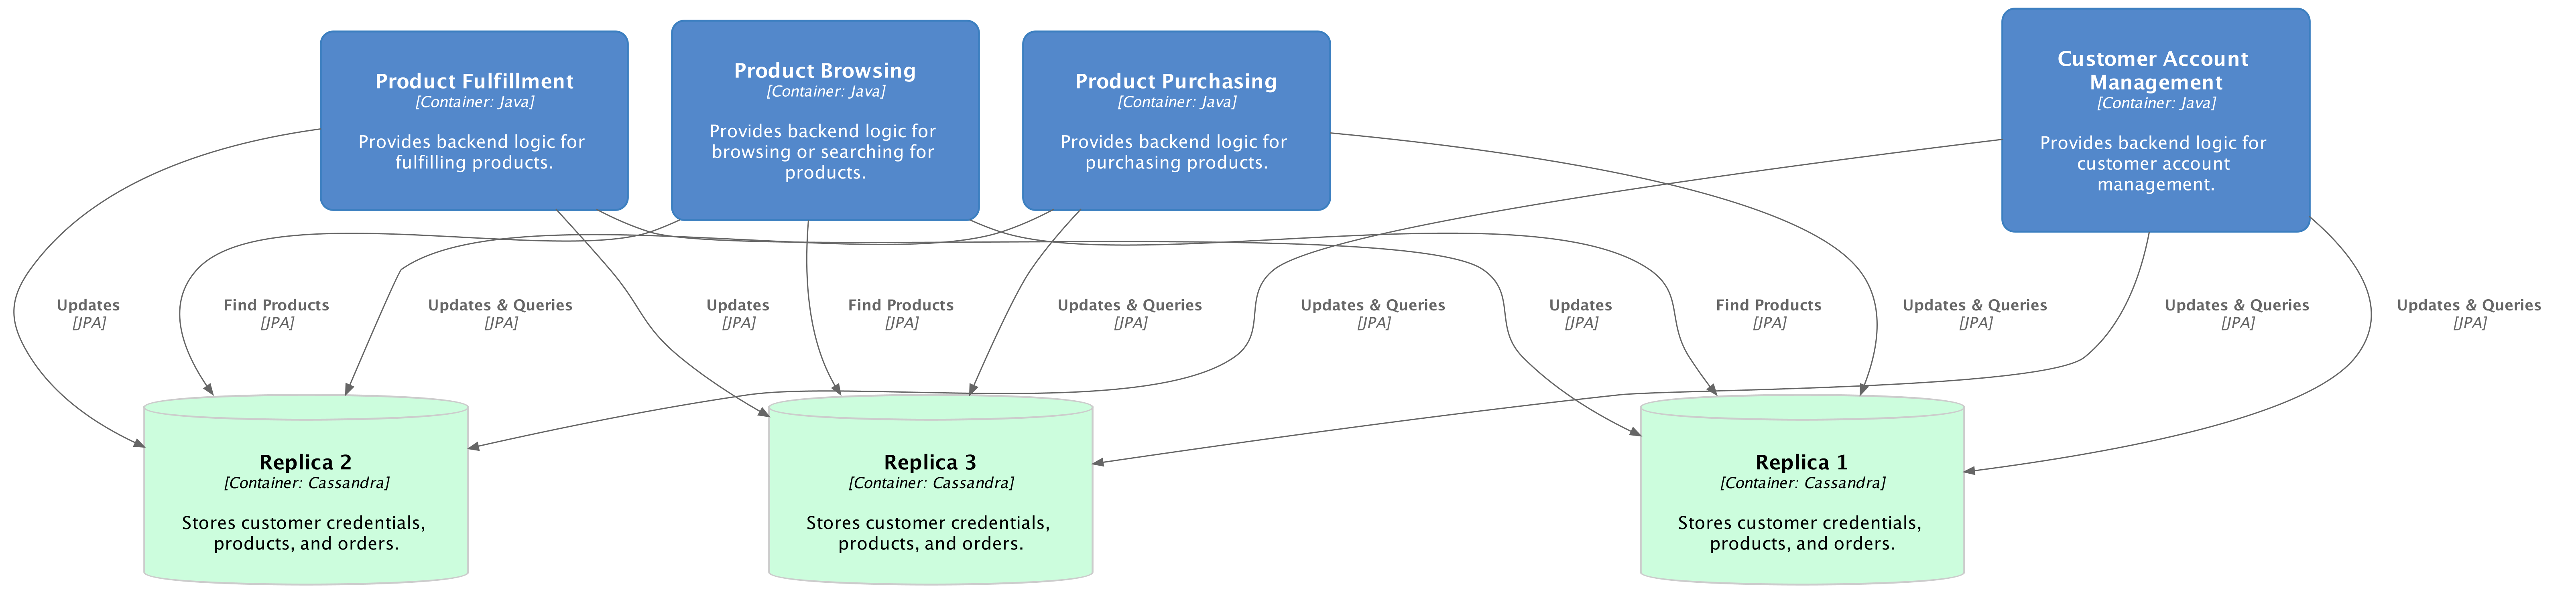 Product Fulfillment
[Container: Java]
Provides backend logic for
fulfilling products.
Product Browsing
[Container: Java]
Provides backend logic for
browsing or searching for
products.
Product Purchasing
[Container: Java]
Provides backend logic for
purchasing products.
Customer Account
Management
[Container: Java]
Provides backend logic for
customer account
management.
Updates
[JPA]
Find Products
[JPA]
Updates & Queries
[JPA]
Updates
[JPA]
Find Products
[JPA]
Updates & Queries
[JPA]
Updates & Queries
[JPA]
Updates
[JPA]
Find Products
[JPA]
Updates & Queries
[JPA]
Updates & Queries
[JPA]
Updates & Queries
[JPA]
Replica 2
[Container: Cassandra]
Stores customer credentials,
products, and orders.
Replica 3
[Container: Cassandra]
Stores customer credentials,
products, and orders.
Replica 1
[Container: Cassandra]
Stores customer credentials,
products, and orders.